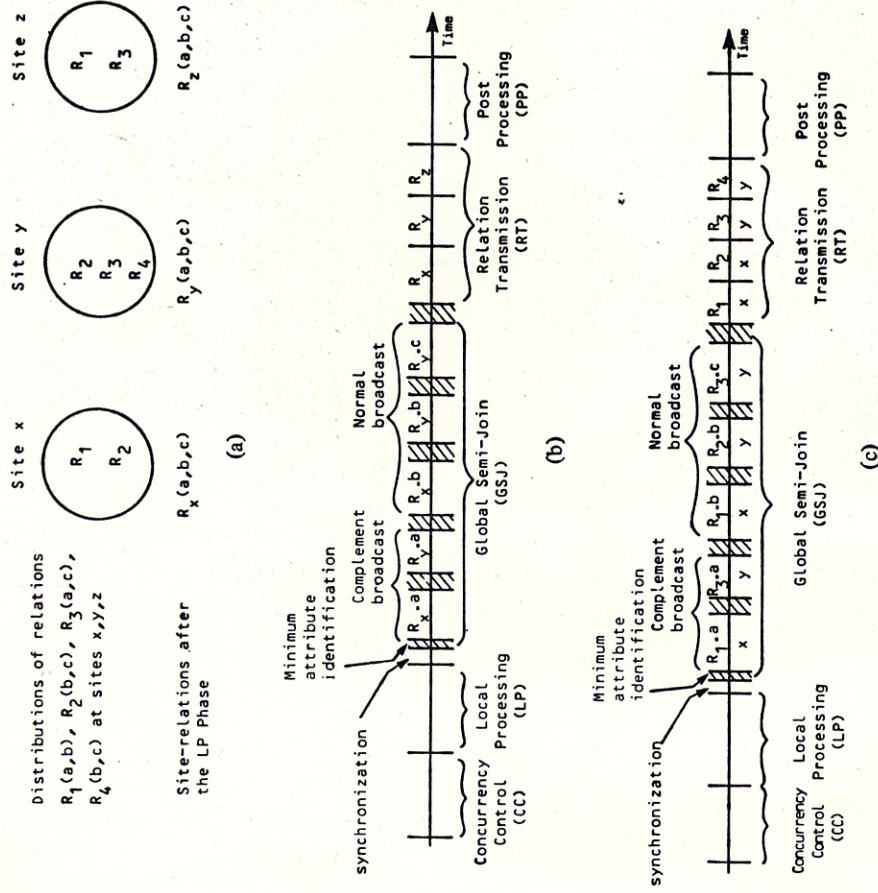 Site x
Site y
Site z
Distributions of relations
R1(a,b), R2(b,c), R3(a,c),
R4(b,c) at sites x,y,z
R1
R2
R2
R3
R4
R1
R3
Site-relations after
the LP Phase
Rx(a,b,c)
Ry(a,b,c)
Rz(a,b,c)
(a)
Minimum
attribute
identification
synchronization
Complement
broadcast
Normal
broadcast
Rx.a
Ry.a
Rx.b
Ry.b
Ry.c
Rx
Ry
Rz
Time
Concurrency
Control
(CC)
Local
Processing
(LP)
Global Semi-Join
(GSJ)
Relation
Transmission
(RT)
Post
Processing
(PP)
(b)
Minimum
attribute
identification
synchronization
Complement
broadcast
Normal
broadcast
R1.a
R3.a
R1.b
R2.b
R3.c
R1
R2
R3
R4
Time
x
y
x
y
y
x
x
y
y
Concurrency
Control
(CC)
Local
Processing
(LP)
Global Semi-Join
(GSJ)
Relation
Transmission
(RT)
Post
Processing
(PP)
(c)